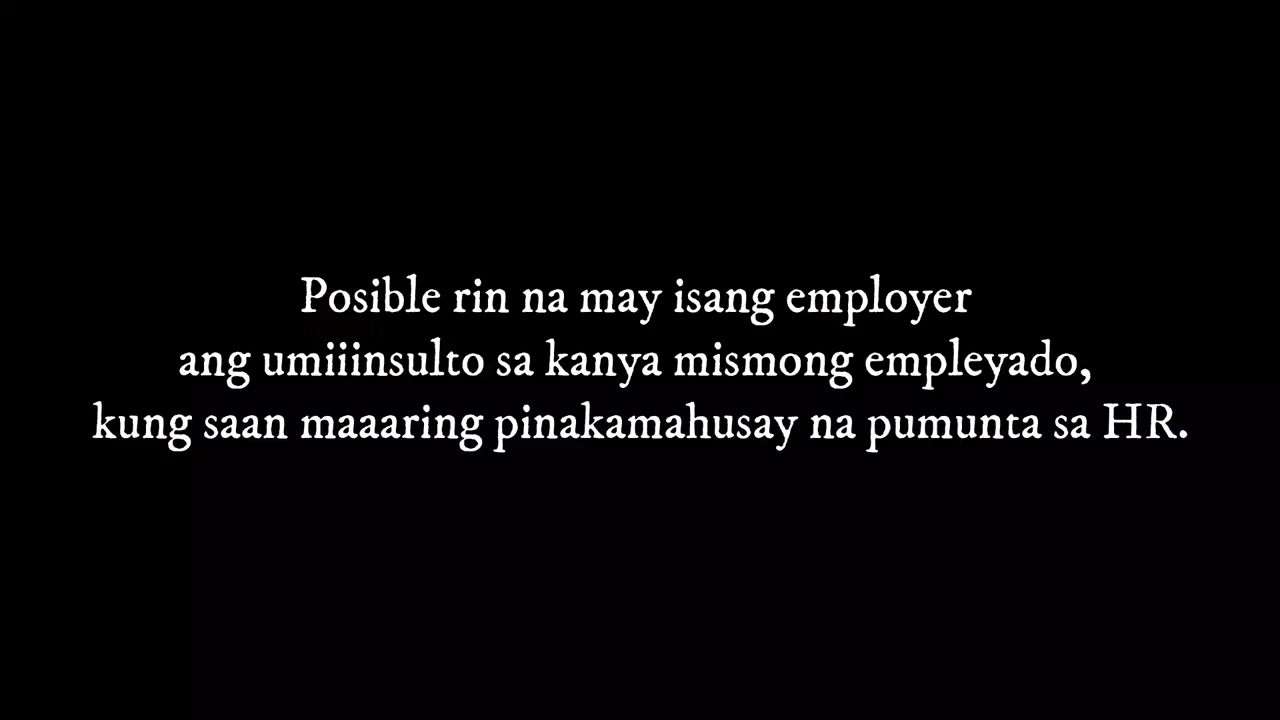 Posible rin na may isang employer
ang umiiinsulto sa kanya mismong empleyado,
kung saan maaaring pinakamahusay na pumunta sa HR.